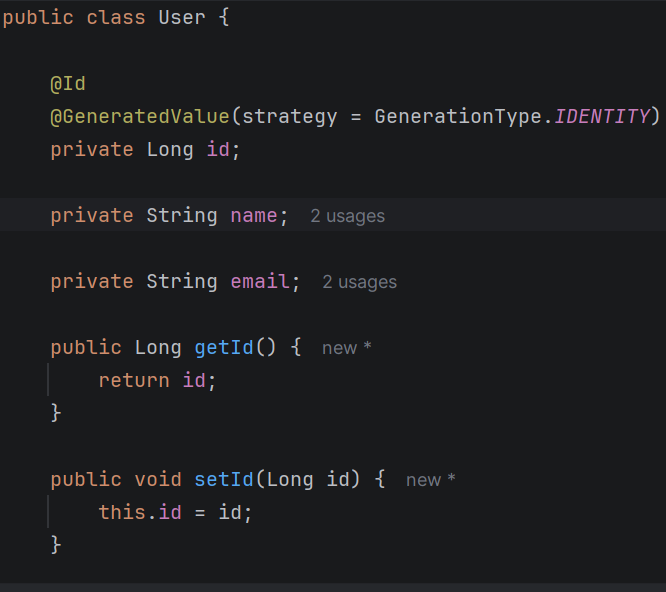 public class User {
@Id
@GeneratedValue(strategy = GenerationType.IDENTITY)
private Long id;
private String name; 2 usages
private String email; 2 usages
public Long getId() { new *
return id;
}
public void setId(Long id) { new *
this.id = id;
}